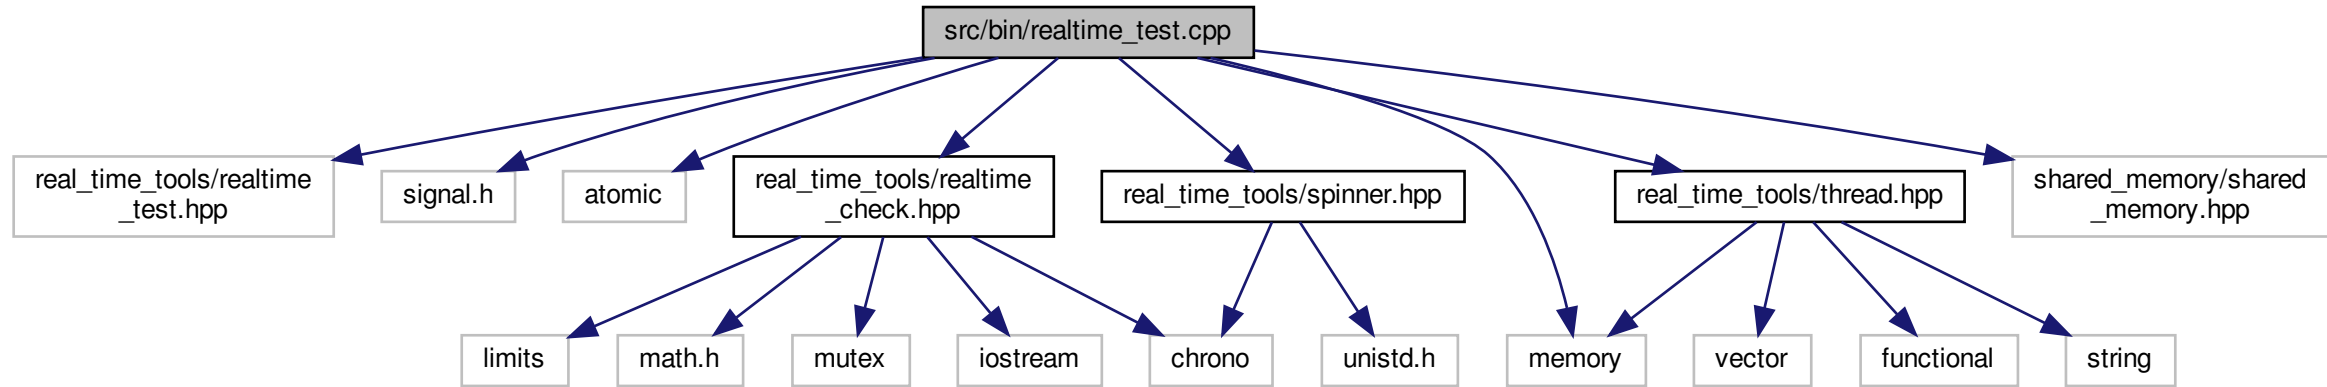 src/bin/realtime_test.cpp
real_time_tools/realtime
_test.hpp
signal.h
atomic
real_time_tools/realtime
_check.hpp
real_time_tools/spinner.hpp
real_time_tools/thread.hpp
shared_memory/shared
_memory.hpp
limits
math.h
mutex
iostream
chrono
unistd.h
memory
vector
functional
string